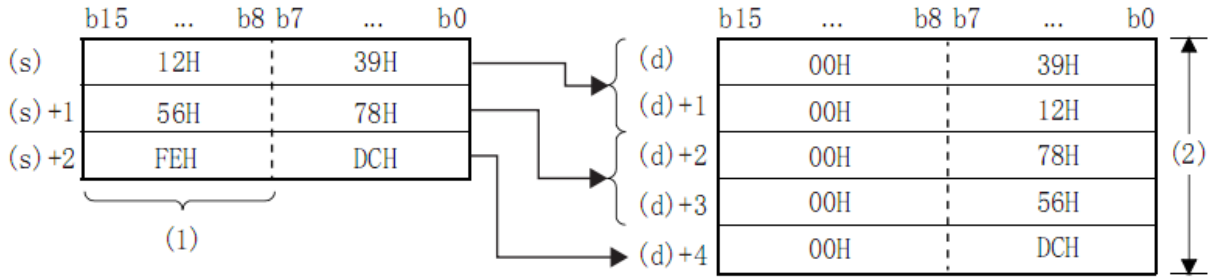 b15 ... b8 b7 ... b0 b15 ... b8 b7 ... b0
(s) 12H 39H (d) 00H 39H
(s)+1 56H 78H (d)+1 00H 12H
(s)+2 FEH DCH (d)+2 00H 78H (2)
(d)+3 00H 56H
(1)
(d)+4 00H DCH